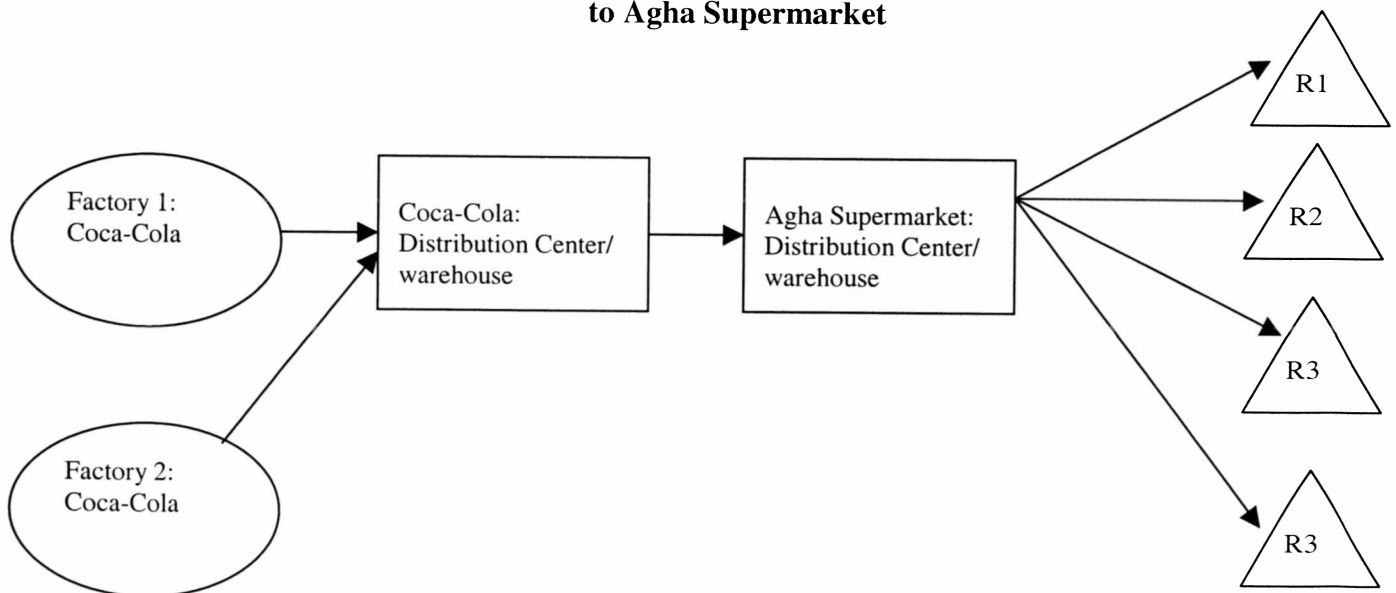 to Agha Supermarket
Factory 1:
Coca-Cola
Coca-Cola:
Distribution Center/
warehouse
Agha Supermarket:
Distribution Center/
warehouse
R1
R2
R3
Factory 2:
Coca-Cola
R3